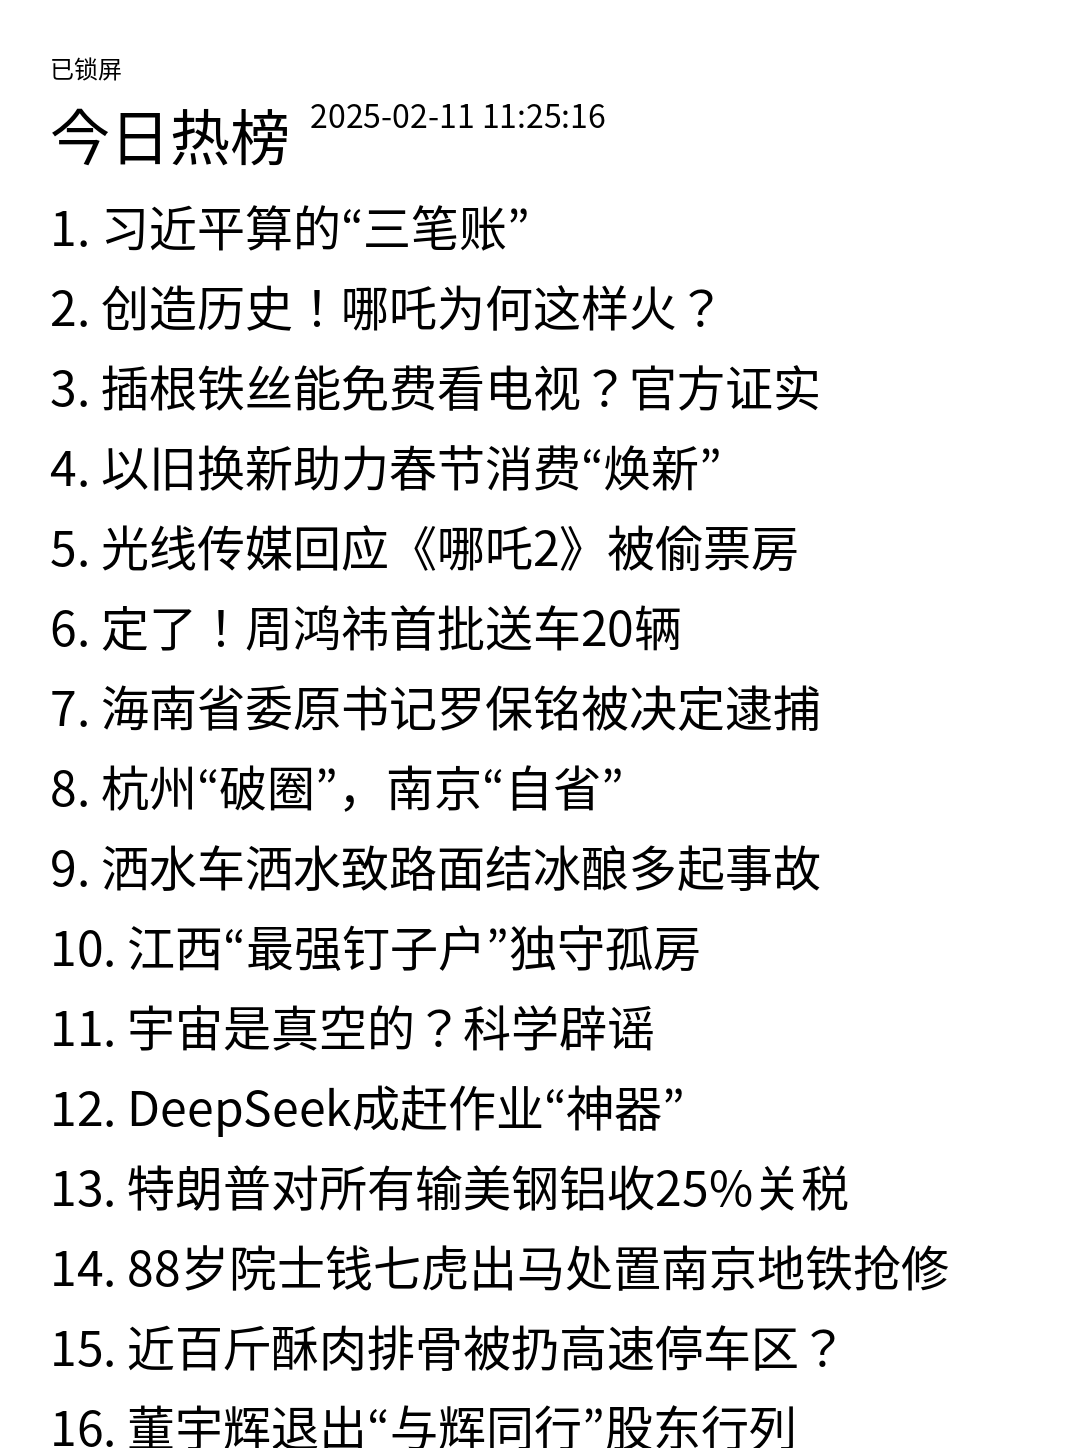 已锁屏
今日热榜 2025-02-11 11:25:16
1. 习近平算的“三笔账”
2. 创造历史！哪吒为何这样火？
3. 插根铁丝能免费看电视？官方证实
4. 以旧换新助力春节消费“焕新”
5. 光线传媒回应《哪吒2》被偷票房
6. 定了！周鸿祎首批送车20辆
7. 海南省委原书记罗保铭被决定逮捕
8. 杭州“破圈”，南京“自省”
9. 洒水车洒水致路面结冰酿多起事故
10. 江西“最强钉子户”独守孤房
11. 宇宙是真空的？科学辟谣
12. DeepSeek成赶作业“神器”
13. 特朗普对所有输美钢铝收25%关税
14. 88岁院士钱七虎出马处置南京地铁抢修
15. 近百斤酥肉排骨被扔高速停车区？
16. 董宇辉退出“与辉同行”股东行列